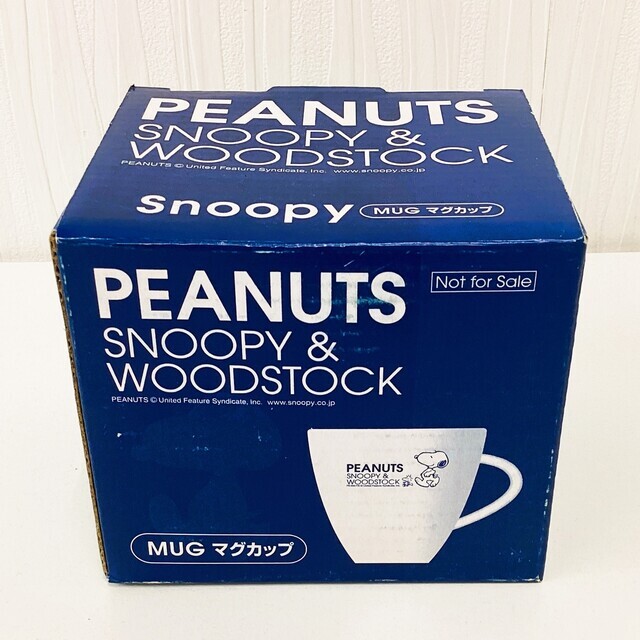 PEANUTS
SNOOPY &
WOODSTOCK
PEANUTS © United Feature Syndicate, Inc. www.snoopy.co.jp
Snoopy MUG マグカップ
PEANUTS
Not for Sale
SNOOPY &
WOODSTOCK
PEANUTS © United Feature Syndicate, Inc. www.snoopy.co.jp
PEANUTS
SNOOPY &
WOODSTOCK
MUG マグカップ